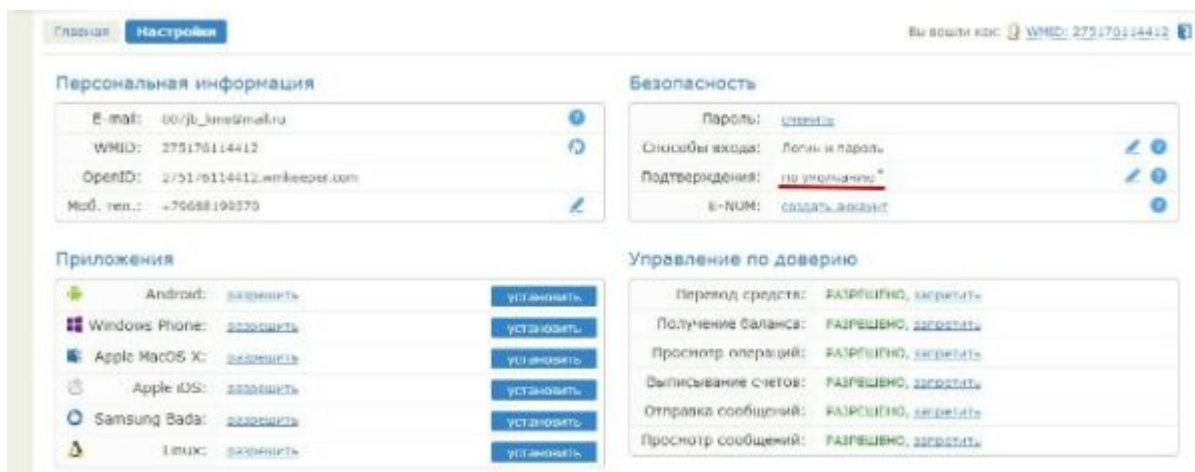 Главная Настройки
Вы вошли как: WMID: 275176114412
Персональная информация
E-mail:
WMID: 275176114412
OpenID: 275176114412.wmkeeper.com
Моб. тел.:
Безопасность
Пароль: сменить
Способы входа: Логин и пароль
Подтверждения: по умолчанию*
E-NUM: создать аккаунт
Приложения
Android: разрешить установить
Windows Phone: разрешить установить
Apple MacOS X: разрешить установить
Apple iOS: разрешить установить
Samsung Bada: разрешить установить
Linux: разрешить установить
Управление по доверию
Перевод средств: РАЗРЕШЕНО, запретить
Получение баланса: РАЗРЕШЕНО, запретить
Просмотр операций: РАЗРЕШЕНО, запретить
Выписывание счетов: РАЗРЕШЕНО, запретить
Отправка сообщений: РАЗРЕШЕНО, запретить
Просмотр сообщений: РАЗРЕШЕНО, запретить